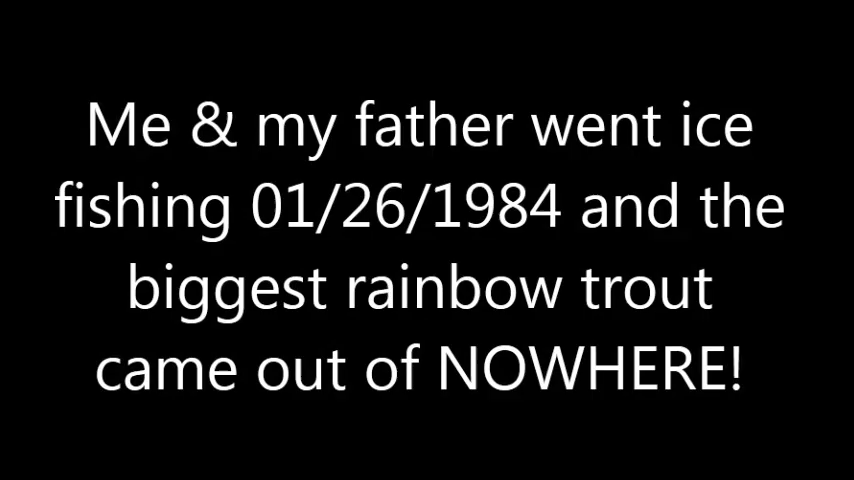 Me & my father went ice
fishing 01/26/1984 and the
biggest rainbow trout
came out of NOWHERE!